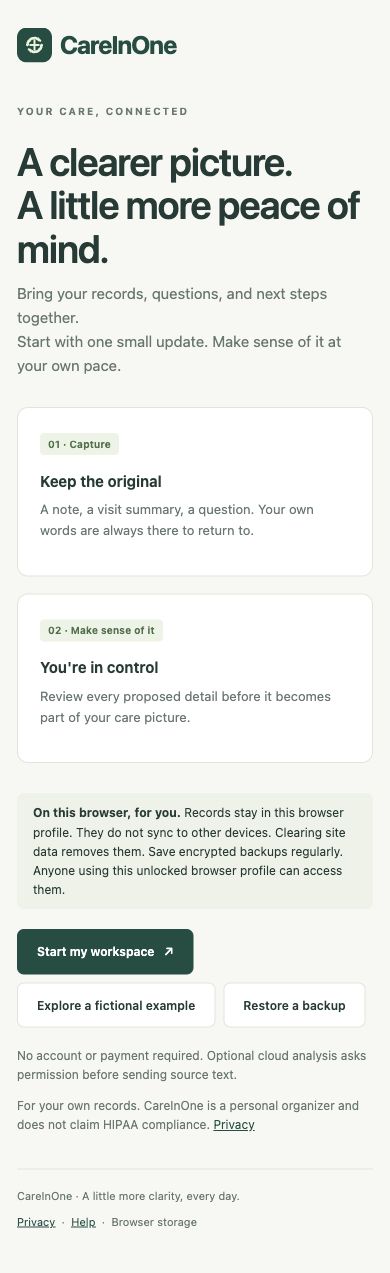 CareInOne
YOUR CARE, CONNECTED
A clearer picture.
A little more peace of
mind.
Bring your records, questions, and next steps
together.
Start with one small update. Make sense of it at
your own pace.
01 · Capture
Keep the original
A note, a visit summary, a question. Your own
words are always there to return to.
02 · Make sense of it
You're in control
Review every proposed detail before it becomes
part of your care picture.
On this browser, for you. Records stay in this browser
profile. They do not sync to other devices. Clearing site
data removes them. Save encrypted backups regularly.
Anyone using this unlocked browser profile can access
them.
Start my workspace ↗
Explore a fictional example
Restore a backup
No account or payment required. Optional cloud analysis asks
permission before sending source text.
For your own records. CareInOne is a personal organizer and
does not claim HIPAA compliance. Privacy
CareInOne · A little more clarity, every day.
Privacy · Help · Browser storage